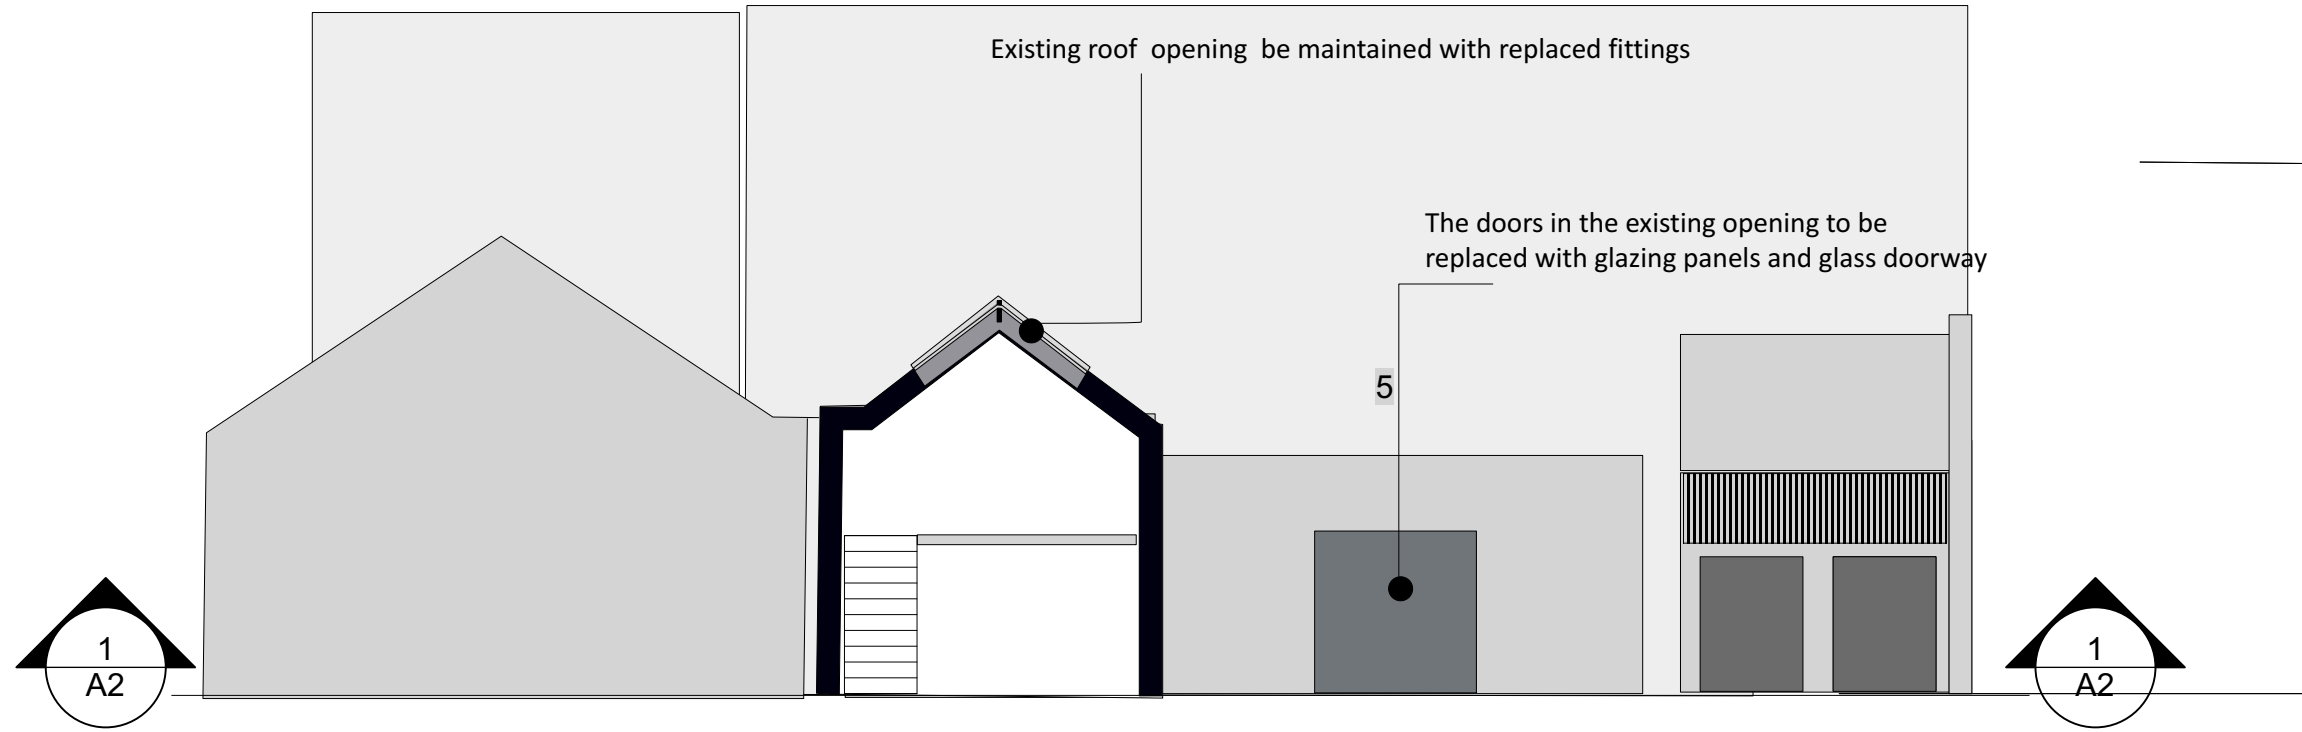 Existing roof  opening  be maintained with replaced fittings
The doors in the existing opening to be
replaced with glazing panels and glass doorway
5
1
A2
1
A2